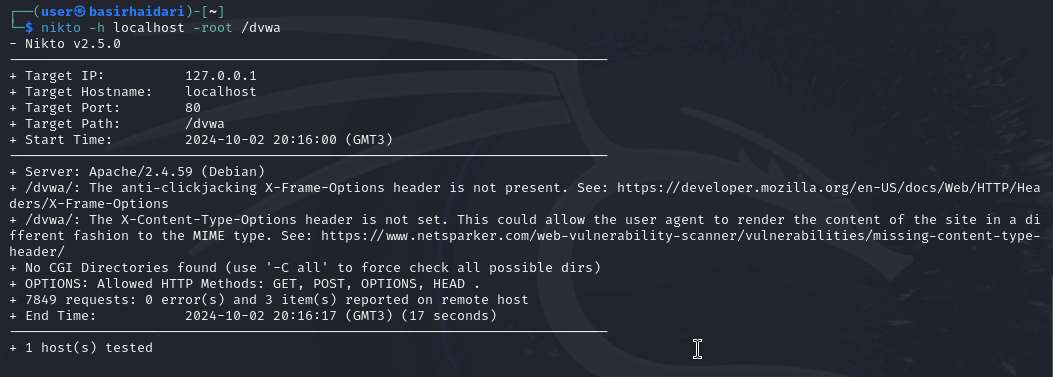 ┌──(user㉿basirhaidari)-[~]
└─$ nikto -h localhost -root /dvwa
- Nikto v2.5.0
---------------------------------------------------------------------------
+ Target IP:          127.0.0.1
+ Target Hostname:    localhost
+ Target Port:        80
+ Target Path:        /dvwa
+ Start Time:         2024-10-02 20:16:00 (GMT3)
---------------------------------------------------------------------------
+ Server: Apache/2.4.59 (Debian)
+ /dvwa/: The anti-clickjacking X-Frame-Options header is not present. See: https://developer.mozilla.org/en-US/docs/Web/HTTP/Hea
ders/X-Frame-Options
+ /dvwa/: The X-Content-Type-Options header is not set. This could allow the user agent to render the content of the site in a di
fferent fashion to the MIME type. See: https://www.netsparker.com/web-vulnerability-scanner/vulnerabilities/missing-content-type-
header/
+ No CGI Directories found (use '-C all' to force check all possible dirs)
+ OPTIONS: Allowed HTTP Methods: GET, POST, OPTIONS, HEAD .
+ 7849 requests: 0 error(s) and 3 item(s) reported on remote host
+ End Time:           2024-10-02 20:16:17 (GMT3) (17 seconds)
---------------------------------------------------------------------------
+ 1 host(s) tested